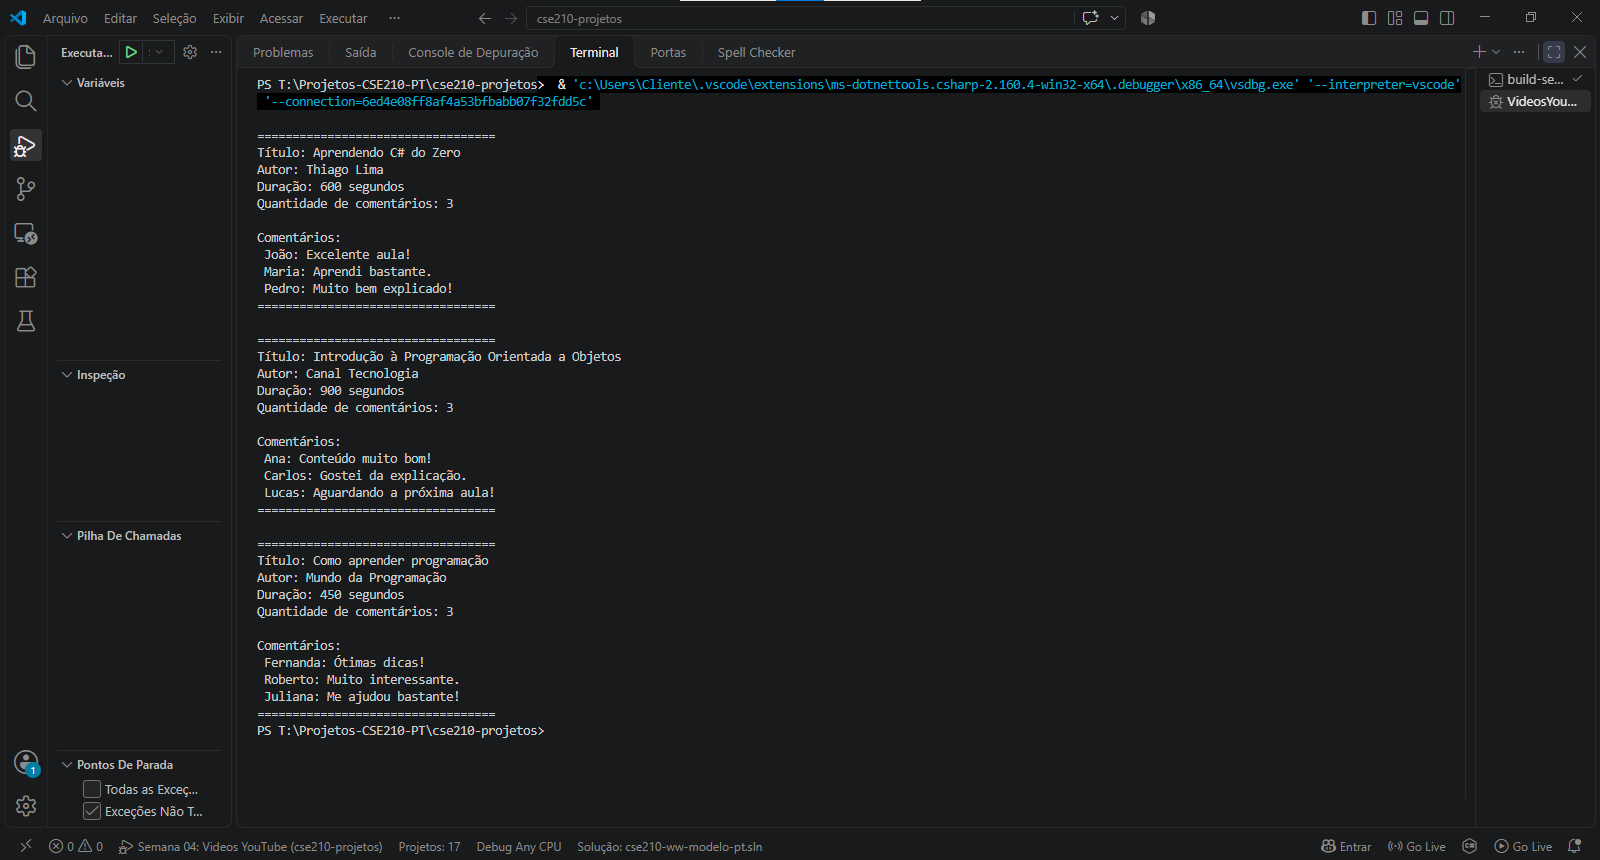 Arquivo Editar Seleção Exibir Acessar Executar ··· cse210-projetos
Executa... Problemas Saída Console de Depuração Terminal Portas Spell Checker
Variáveis
Inspeção
Pilha De Chamadas
Pontos De Parada
Todas as Exceç...
Exceções Não T...
PS T:\Projetos-CSE210-PT\cse210-projetos>  & 'c:\Users\Cliente\.vscode\extensions\ms-dotnettools.csharp-2.160.4-win32-x64\.debugger\x86_64\vsdbg.exe' '--interpreter=vscode'
'--connection=6ed4e08ff8af4a53bfbabb07f32fdd5c'
==================================
Título: Aprendendo C# do Zero
Autor: Thiago Lima
Duração: 600 segundos
Quantidade de comentários: 3
Comentários:
João: Excelente aula!
Maria: Aprendi bastante.
Pedro: Muito bem explicado!
==================================
==================================
Título: Introdução à Programação Orientada a Objetos
Autor: Canal Tecnologia
Duração: 900 segundos
Quantidade de comentários: 3
Comentários:
Ana: Conteúdo muito bom!
Carlos: Gostei da explicação.
Lucas: Aguardando a próxima aula!
==================================
==================================
Título: Como aprender programação
Autor: Mundo da Programação
Duração: 450 segundos
Quantidade de comentários: 3
Comentários:
Fernanda: Ótimas dicas!
Roberto: Muito interessante.
Juliana: Me ajudou bastante!
==================================
PS T:\Projetos-CSE210-PT\cse210-projetos>
build-se...
VideosYou...
1
0 0 Semana 04: Videos YouTube (cse210-projetos) Projetos: 17 Debug Any CPU Solução: cse210-ww-modelo-pt.sln Entrar Go Live Go Live